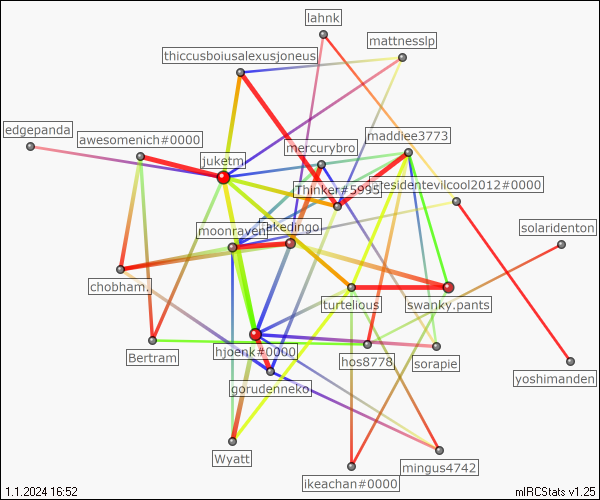 lahnk
mattnesslp
thiccusboiusalexusjoneus
edgepanda
awesomenich#0000
maddiee3773
mercurybro
juketm
Thinker#5995
residentevilcool2012#0000
solaridenton
moonraven
jakedingo
chobham.
turtelious
swanky.pants
hjoenk#0000
Bertram
hos8778
sorapie
yoshimanden
gorudenneko
Wyatt
mingus4742
ikeachan#0000
1.1.2024 16:52
mIRCStats v1.25